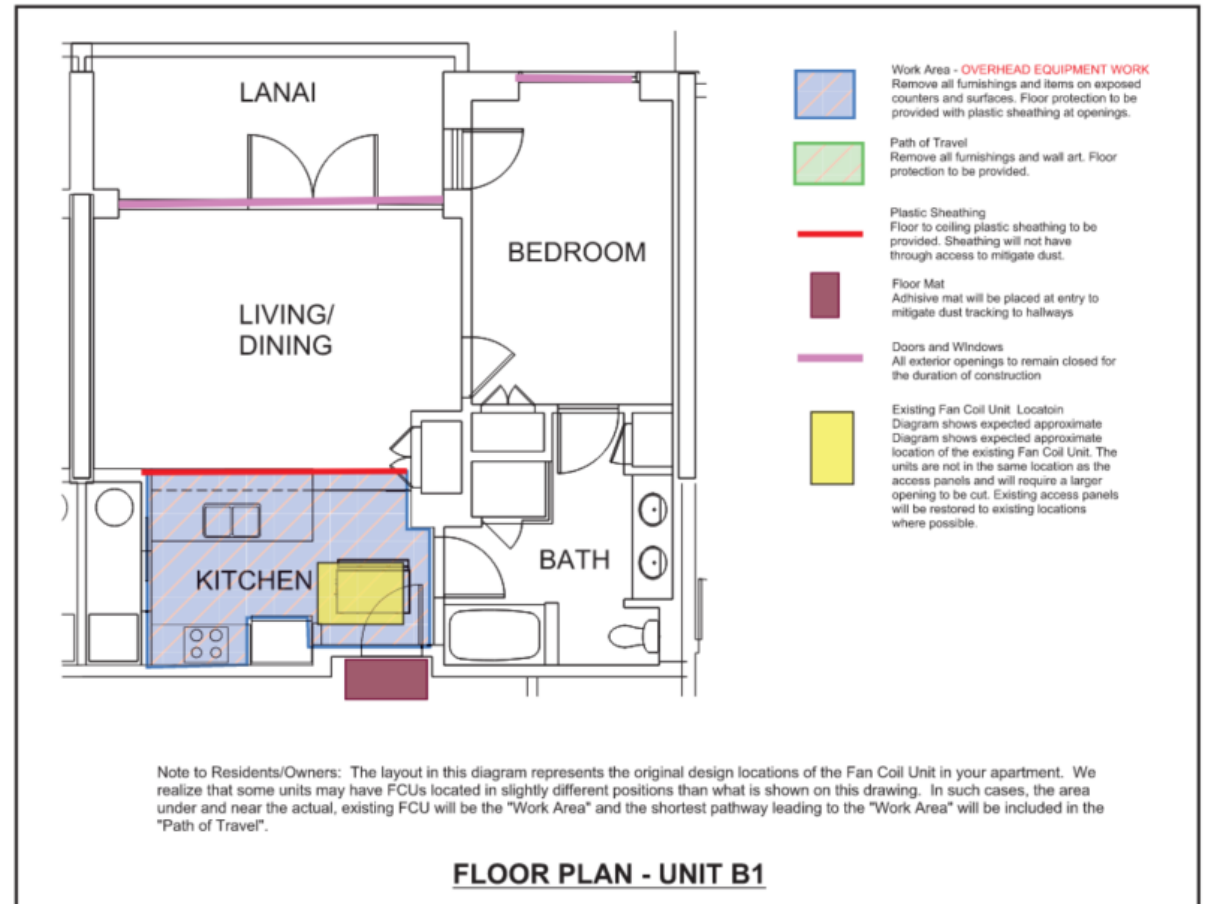 LANAI
BEDROOM
LIVING/
DINING
KITCHEN
BATH
Work Area - OVERHEAD EQUIPMENT WORK
Remove all furnishings and items on exposed
counters and surfaces. Floor protection to be
provided with plastic sheathing at openings.
Path of Travel
Remove all furnishings and wall art. Floor
protection to be provided.
Plastic Sheathing
Floor to ceiling plastic sheathing to be
provided. Sheathing will not have
through access to mitigate dust.
Floor Mat
Adhisive mat will be placed at entry to
mitigate dust tracking to hallways
Doors and WIndows
All exterior openings to remain closed for
the duration of construction
Existing Fan Coil Unit Locatoin
Diagram shows expected approximate
Diagram shows expected approximate
location of the existing Fan Coil Unit. The
units are not in the same location as the
access panels and will require a larger
opening to be cut. Existing access panels
will be restored to existing locations
where possible.
Note to Residents/Owners: The layout in this diagram represents the original design locations of the Fan Coil Unit in your apartment. We
realize that some units may have FCUs located in slightly different positions than what is shown on this drawing. In such cases, the area
under and near the actual, existing FCU will be the "Work Area" and the shortest pathway leading to the "Work Area" will be included in the
"Path of Travel".
FLOOR PLAN - UNIT B1